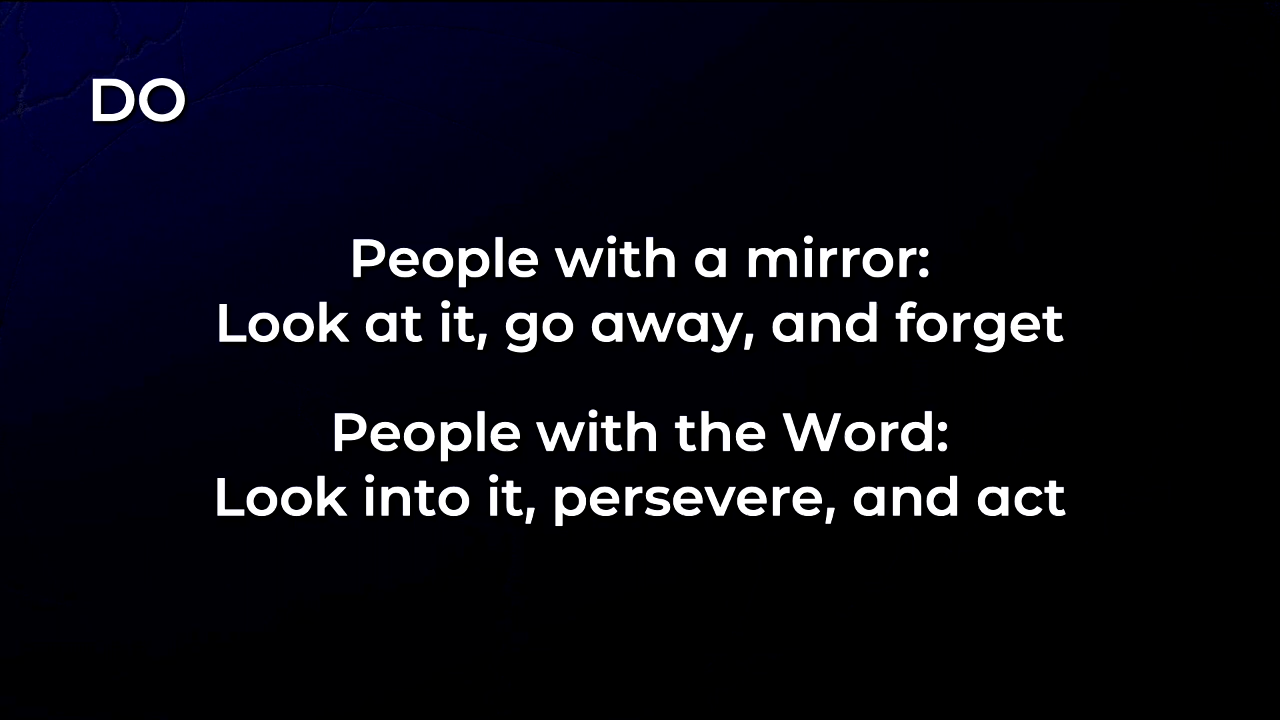 DO
People with a mirror:
Look at it, go away, and forget
People with the Word:
Look into it, persevere, and act